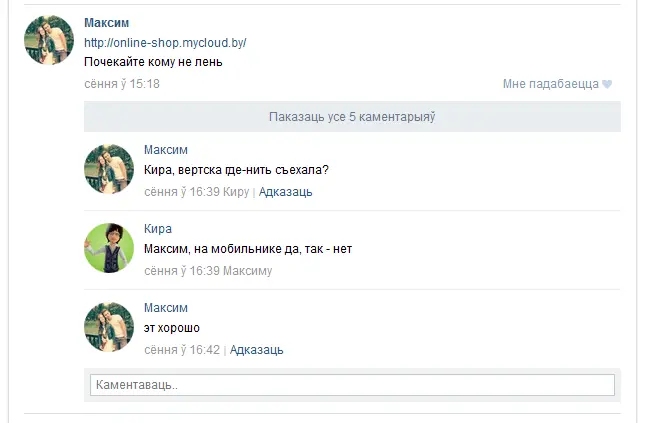 Максим
http://online-shop.mycloud.by/
Почекайте кому не лень
сёння ў 15:18
Мне падабаецца
Паказаць усе 5 каментарыяў
Максим
Кира, вертска где-нить съехала?
сёння ў 16:39 Киру | Адказаць
Кира
Максим, на мобильнике да, так - нет
сёння ў 16:39 Максиму
Максим
эт хорошо
сёння ў 16:42 | Адказаць
Каментаваць..